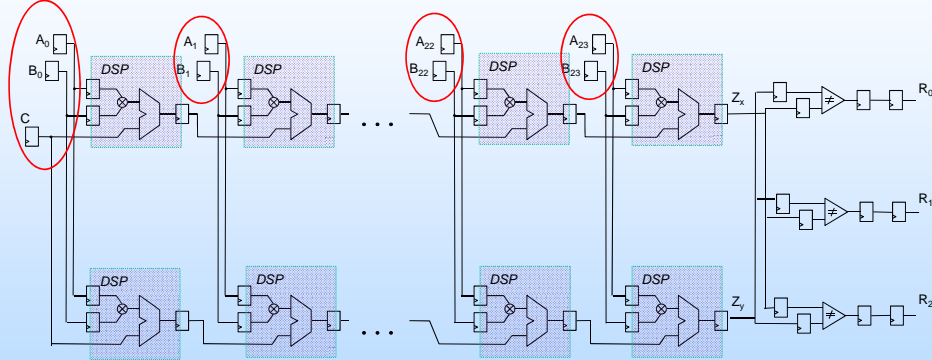 A0
A1
A22
A23
B0
DSP
B1
DSP
B22
DSP
B23
DSP
C
Zx
≠
R0
. . .
≠
R1
DSP
DSP
DSP
DSP
Zy
≠
R2
. . .